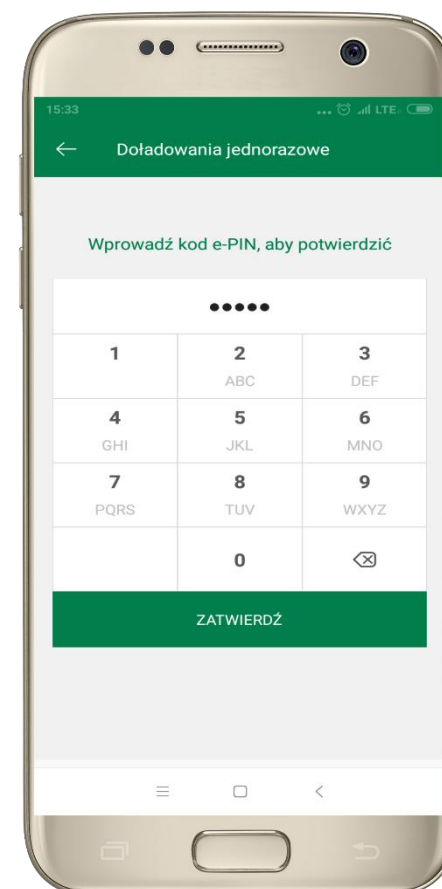 15:33 ... LTE
Doładowania jednorazowe
Wprowadź kod e-PIN, aby potwierdzić
•••••
1 2 3
ABC DEF
4 5 6
GHI JKL MNO
7 8 9
PQRS TUV WXYZ
0
ZATWIERDŹ